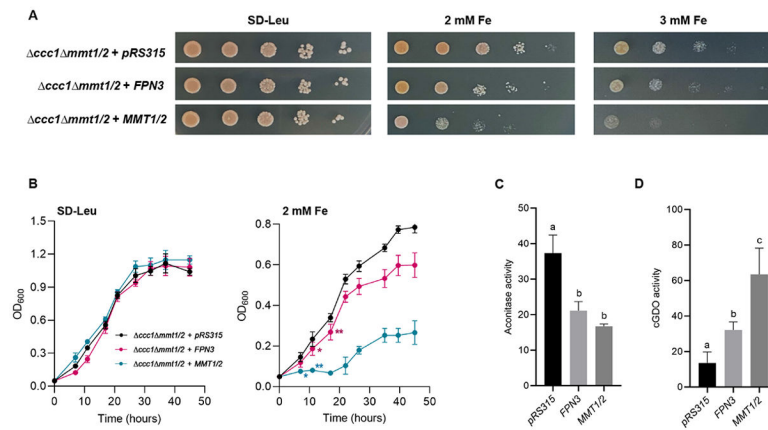 A
SD-Leu
2 mM Fe
3 mM Fe
Δccc1Δmmt1/2 + pRS315
Δccc1Δmmt1/2 + FPN3
Δccc1Δmmt1/2 + MMT1/2
B
SD-Leu
OD600
1.5
1.2
0.9
0.6
0.3
0.0
Δccc1Δmmt1/2 + pRS315
Δccc1Δmmt1/2 + FPN3
Δccc1Δmmt1/2 + MMT1/2
0 10 20 30 40 50
Time (hours)
2 mM Fe
OD600
0.8
0.6
0.4
0.2
0.0
**
*
**
*
0 10 20 30 40 50
Time (hours)
C
Aconitase activity
50
40
30
20
10
0
a
b
b
pRS315
FPN3
MMT1/2
D
cGDO activity
100
80
60
40
20
0
a
b
c
pRS315
FPN3
MMT1/2